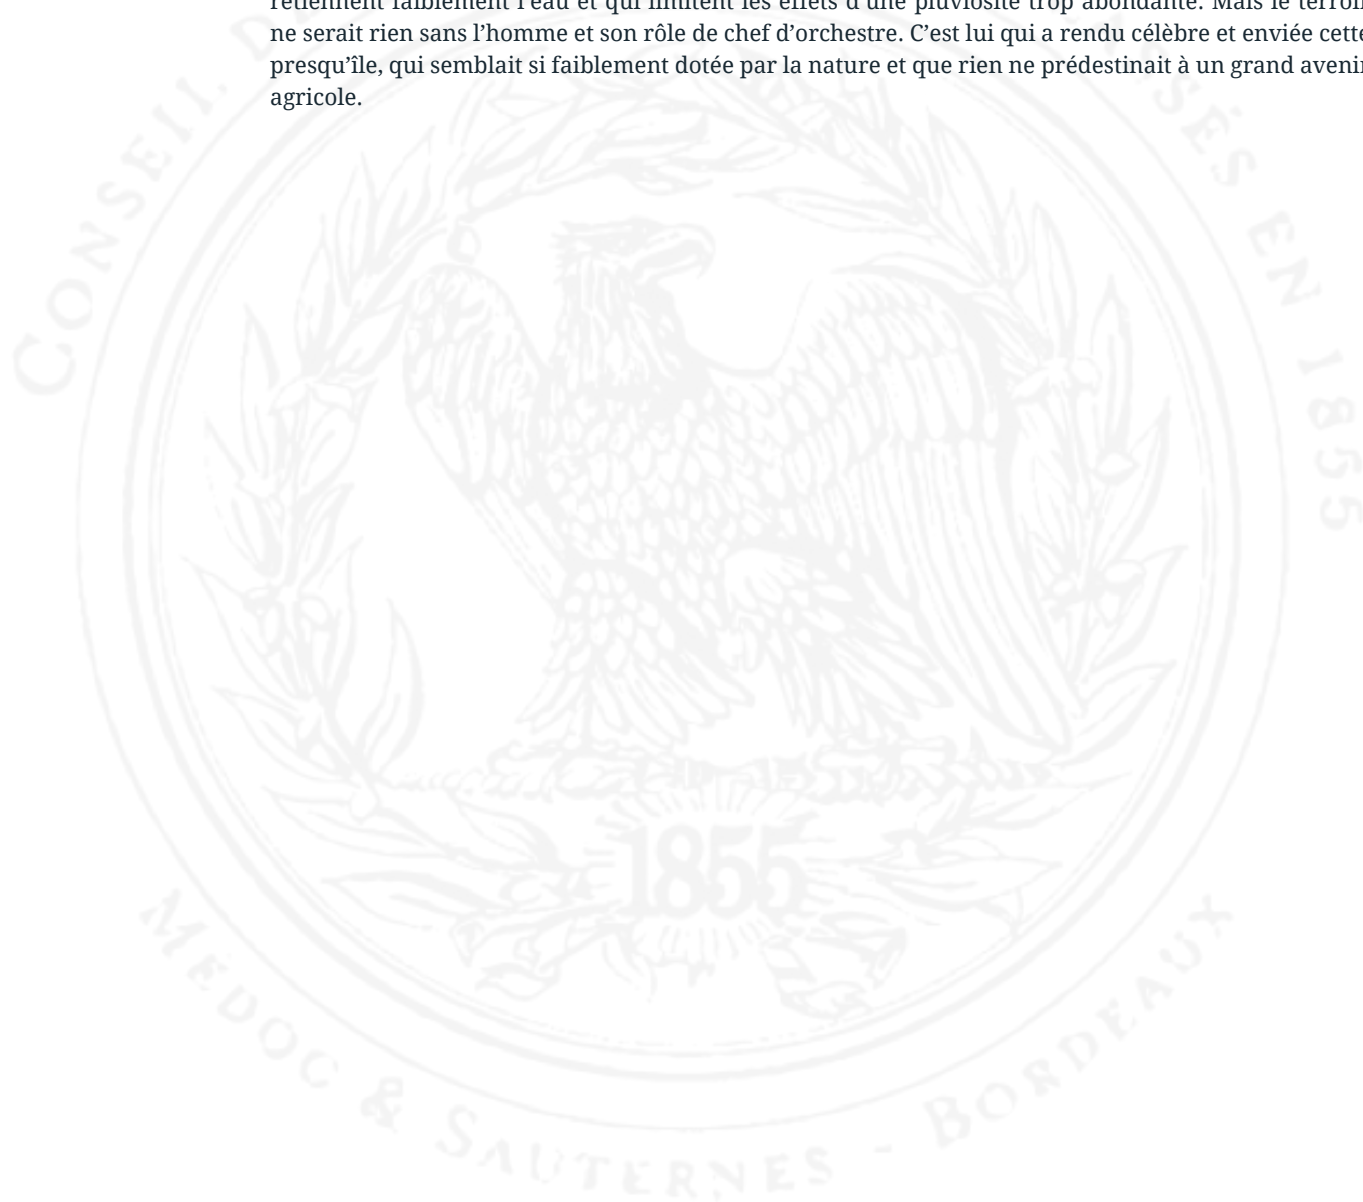 retiennent faiblement l'eau et qui limitent les effets d'une pluviosité trop abondante. Mais le terroir
ne serait rien sans l’homme et son rôle de chef d’orchestre. C’est lui qui a rendu célèbre et enviée cette
presqu’île, qui semblait si faiblement dotée par la nature et que rien ne prédestinait à un grand avenir
agricole.
CONSEIL
EN 1855
1855
MÉDOC & SAUTERNES - BORDEAUX